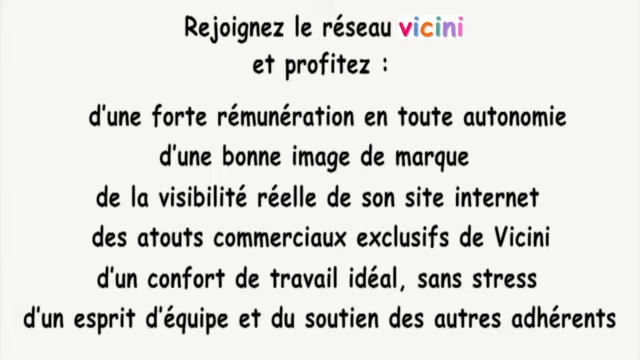 Rejoignez le réseau vicini
et profitez :
d'une forte rémunération en toute autonomie
d'une bonne image de marque
de la visibilité réelle de son site internet
des atouts commerciaux exclusifs de Vicini
d'un confort de travail idéal, sans stress
d'un esprit d'équipe et du soutien des autres adhérents